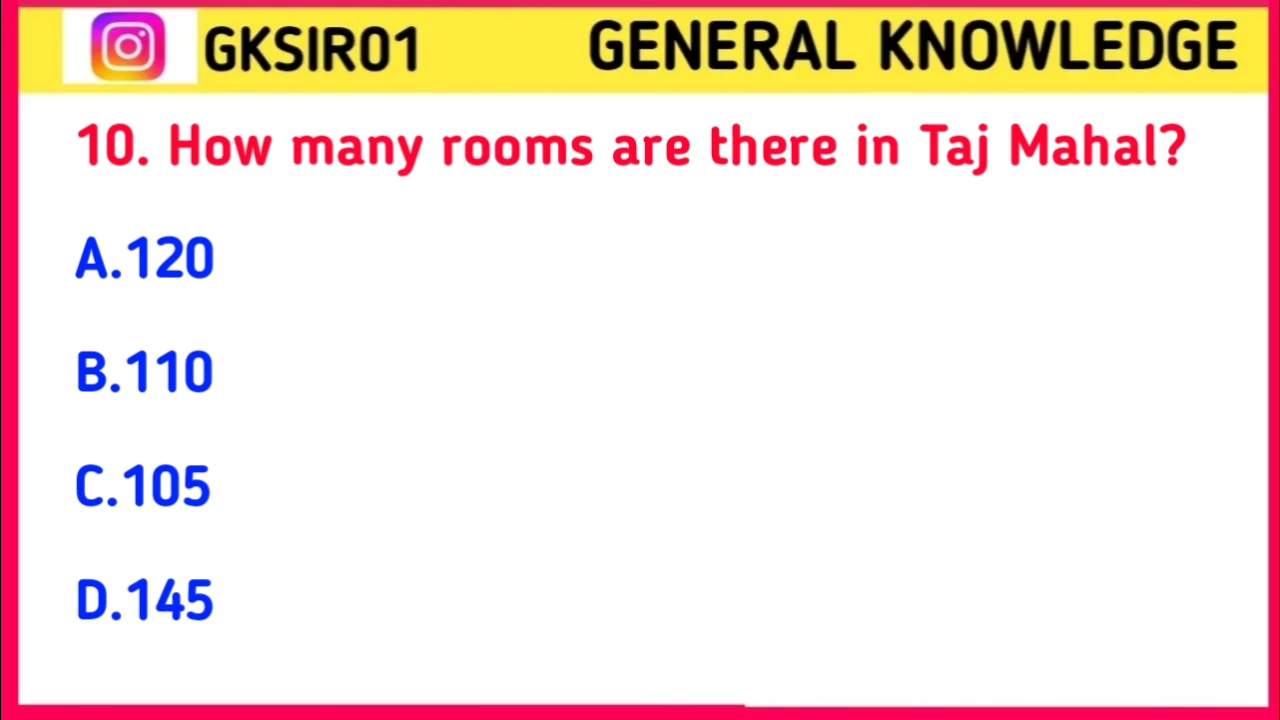 GKSIR01 GENERAL KNOWLEDGE
10. How many rooms are there in Taj Mahal?
A.120
B.110
C.105
D.145